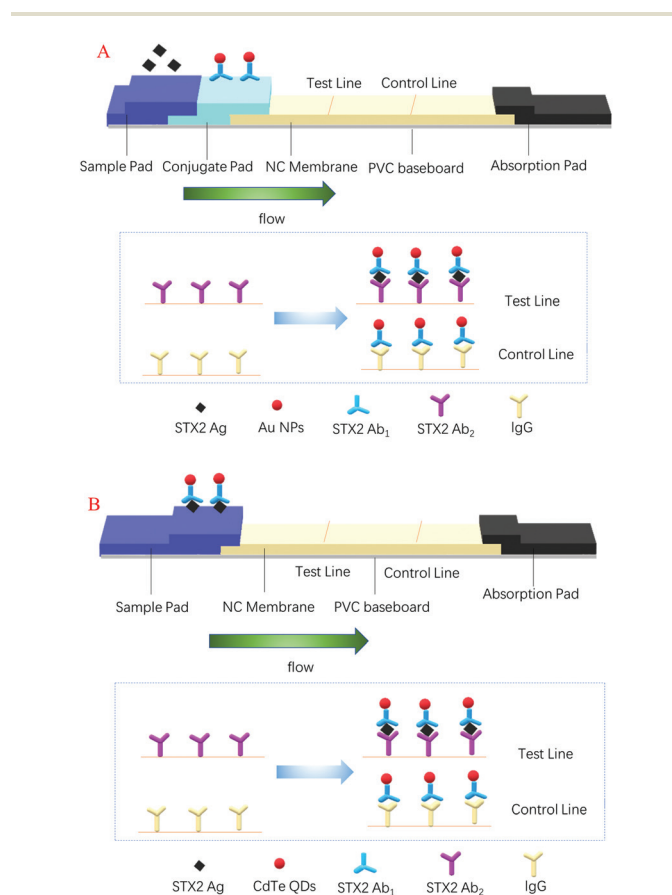 A
Test Line Control Line
Sample Pad Conjugate Pad NC Membrane PVC baseboard Absorption Pad
flow
Test Line
Control Line
STX2 Ag Au NPs STX2 Ab₁ STX2 Ab₂ IgG
B
Test Line Control Line
Sample Pad NC Membrane PVC baseboard Absorption Pad
flow
Test Line
Control Line
STX2 Ag CdTe QDs STX2 Ab₁ STX2 Ab₂ IgG